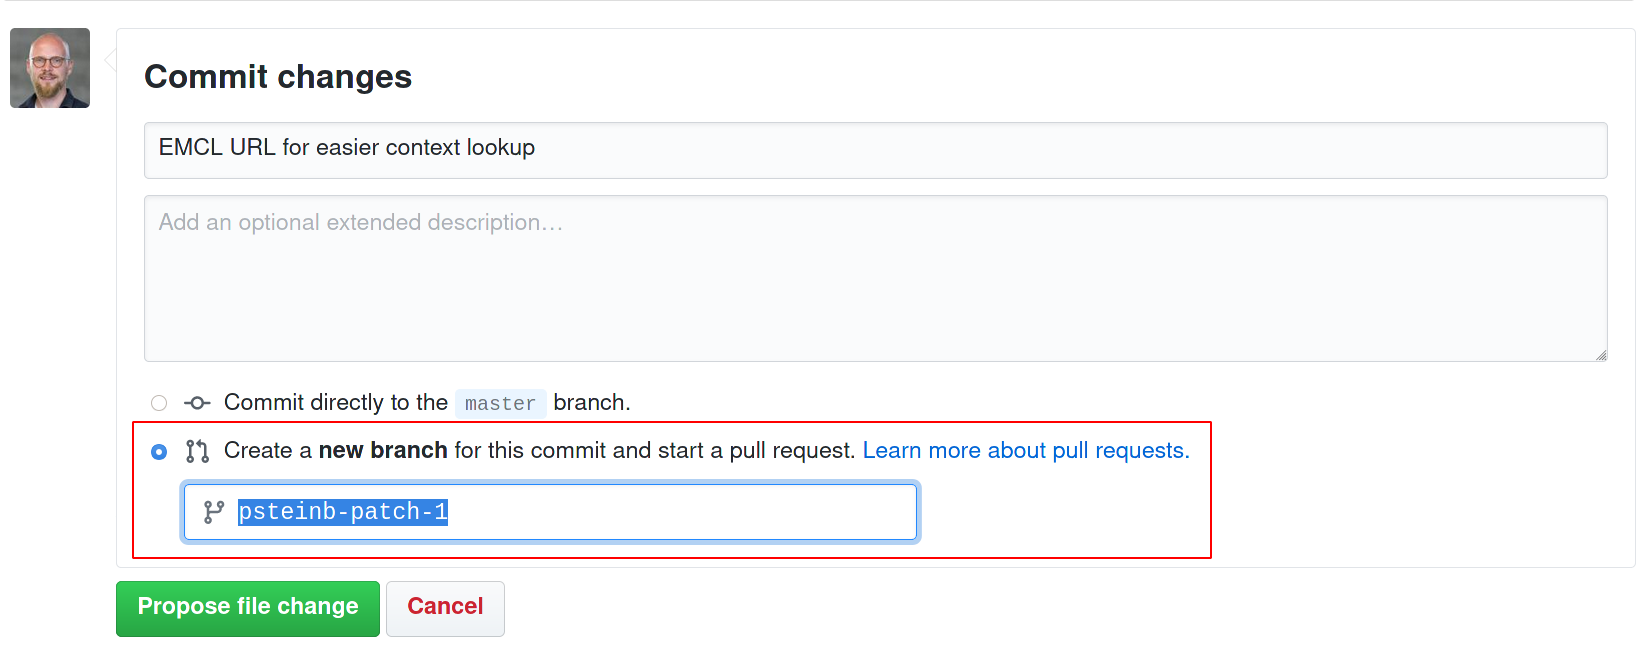 Commit changes
EMCL URL for easier context lookup
Add an optional extended description…
Commit directly to the master branch.
Create a new branch for this commit and start a pull request. Learn more about pull requests.
psteinb-patch-1
Propose file change Cancel